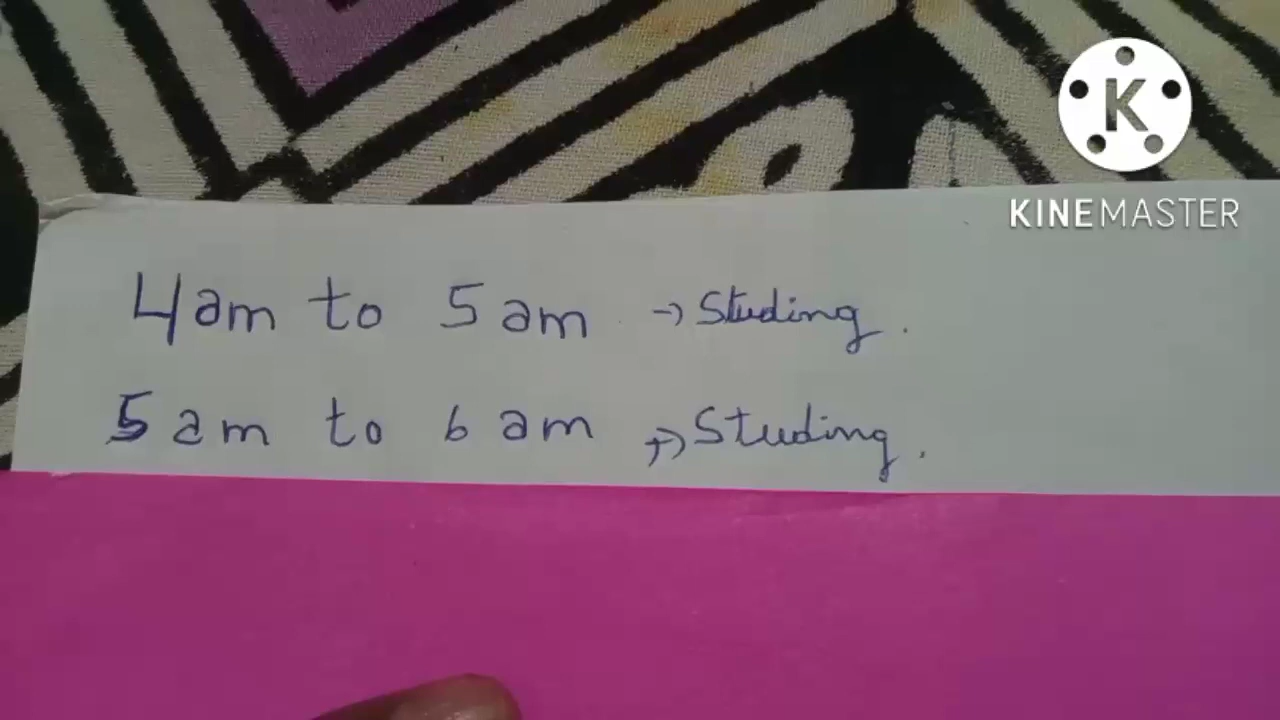 K
KINEMASTER
4am to 5am → Studing.
5am to 6am → Studing.